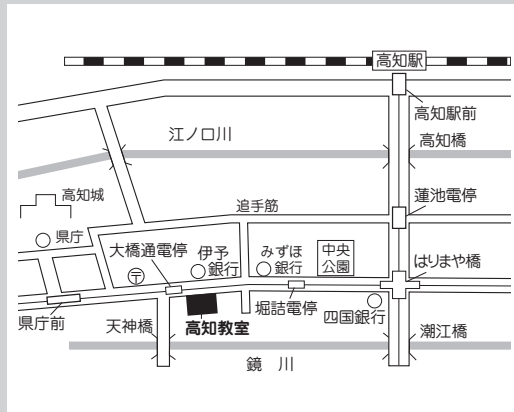 高知駅
高知駅前
江ノ口川
高知橋
高知城
追手筋
蓮池電停
県庁
大橋通電停
伊予
銀行
みずほ
銀行
中央
公園
はりまや橋
〒
県庁前
天神橋
高知教室
堀詰電停
四国銀行
潮江橋
鏡 川